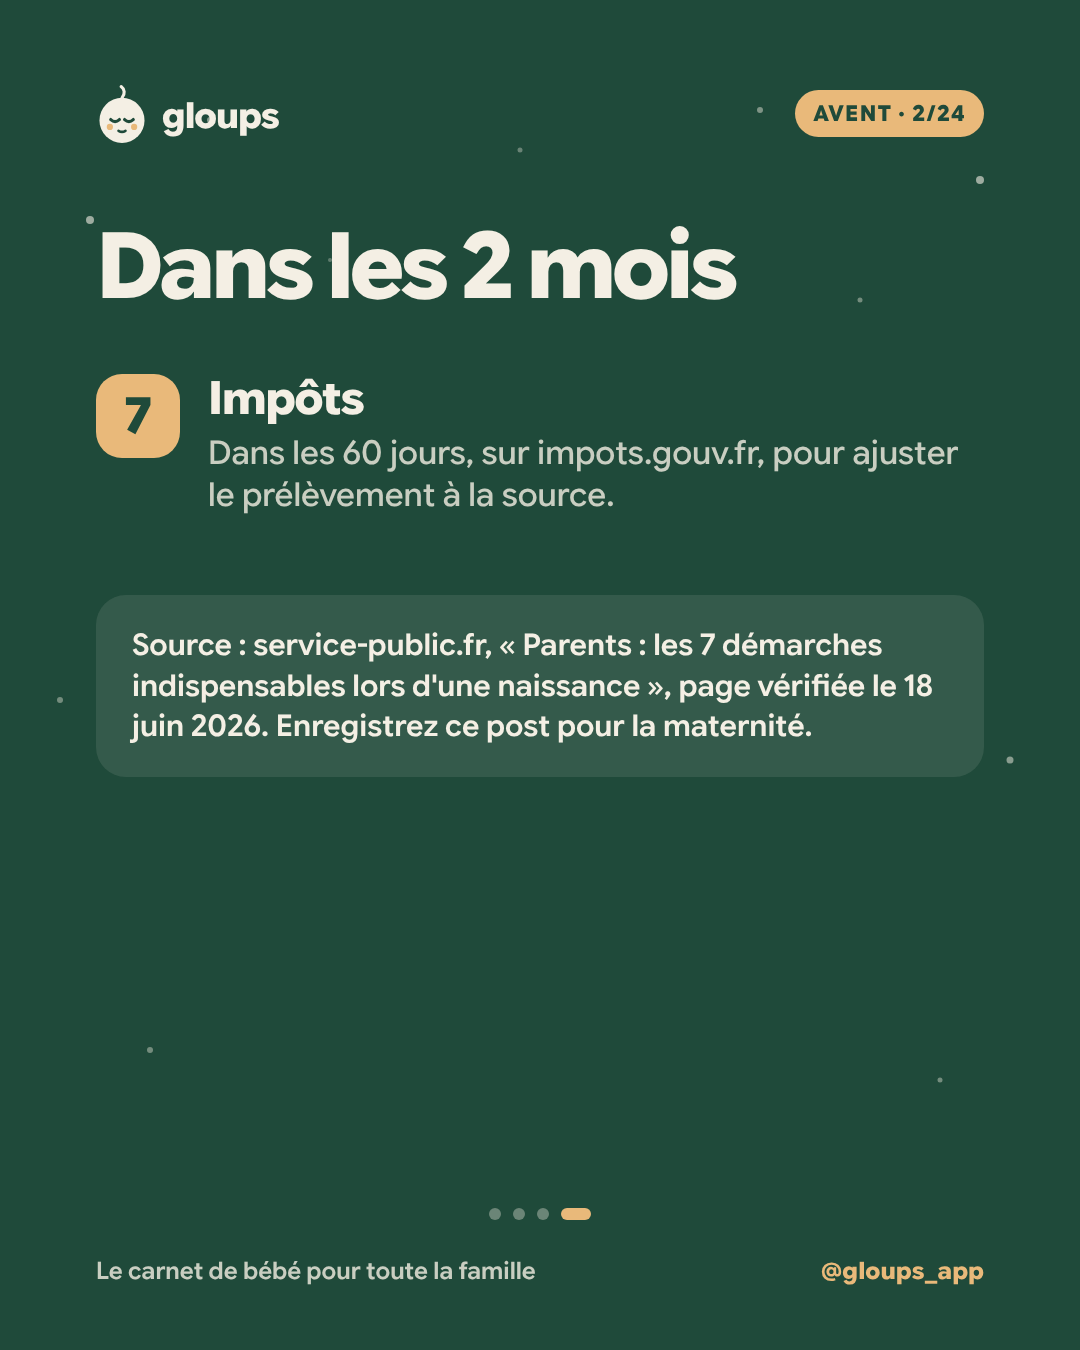 gloups
AVENT · 2/24
Dans les 2 mois
7
Impôts
Dans les 60 jours, sur impots.gouv.fr, pour ajuster
le prélèvement à la source.
Source : service-public.fr, « Parents : les 7 démarches
indispensables lors d'une naissance », page vérifiée le 18
juin 2026. Enregistrez ce post pour la maternité.
Le carnet de bébé pour toute la famille
@gloups_app